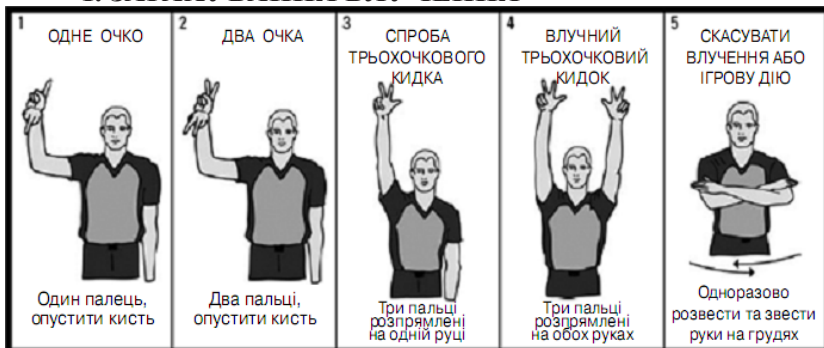 1
ОДНЕ ОЧКО
Один палець,
опустити кисть
2
ДВА ОЧКА
Два пальці,
опустити кисть
3
СПРОБА
ТРЬОХОЧКОВОГО
КИДКА
Три пальці
розпрямлені
на одній руці
4
ВЛУЧНИЙ
ТРЬОХОЧКОВИЙ
КИДОК
Три пальці
розпрямлені
на обох руках
5
СКАСУВАТИ
ВЛУЧЕННЯ АБО
ІГРОВУ ДІЮ
Одноразово
розвести та звести
руки на грудях